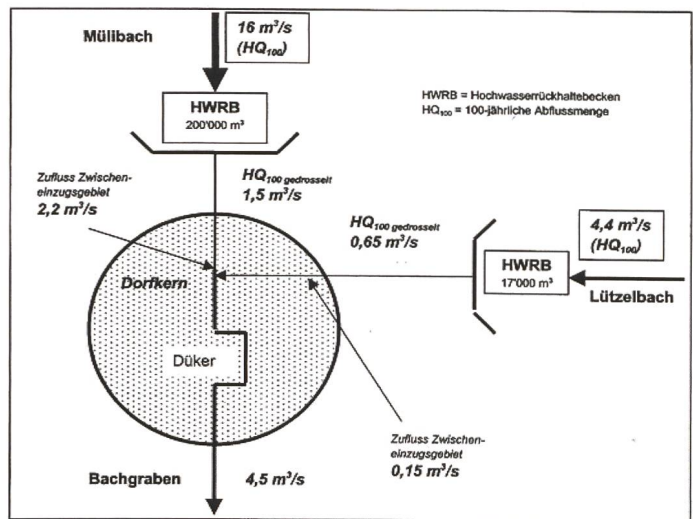 Mülibach
16 m³/s
(HQ100)
HWRB
200'000 m³
HWRB = Hochwasserrückhaltebecken
HQ100 = 100-jährliche Abflussmenge
Zufluss Zwischen-
einzugsgebiet
2,2 m³/s
HQ100 gedrosselt
1,5 m³/s
HQ100 gedrosselt
0,65 m³/s
4,4 m³/s
(HQ100)
HWRB
17'000 m³
Lützelbach
Dorfkern
Düker
Zufluss Zwischen-
einzugsgebiet
0,15 m³/s
Bachgraben
4,5 m³/s